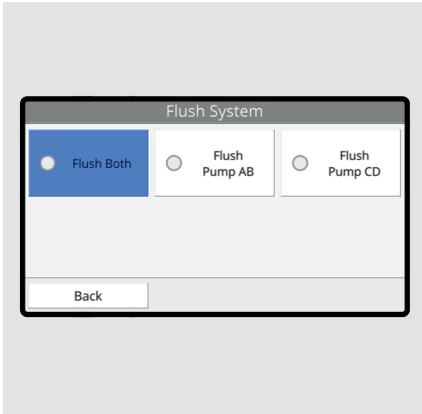 Flush System
Flush Both
Flush
Pump AB
Flush
Pump CD
Back